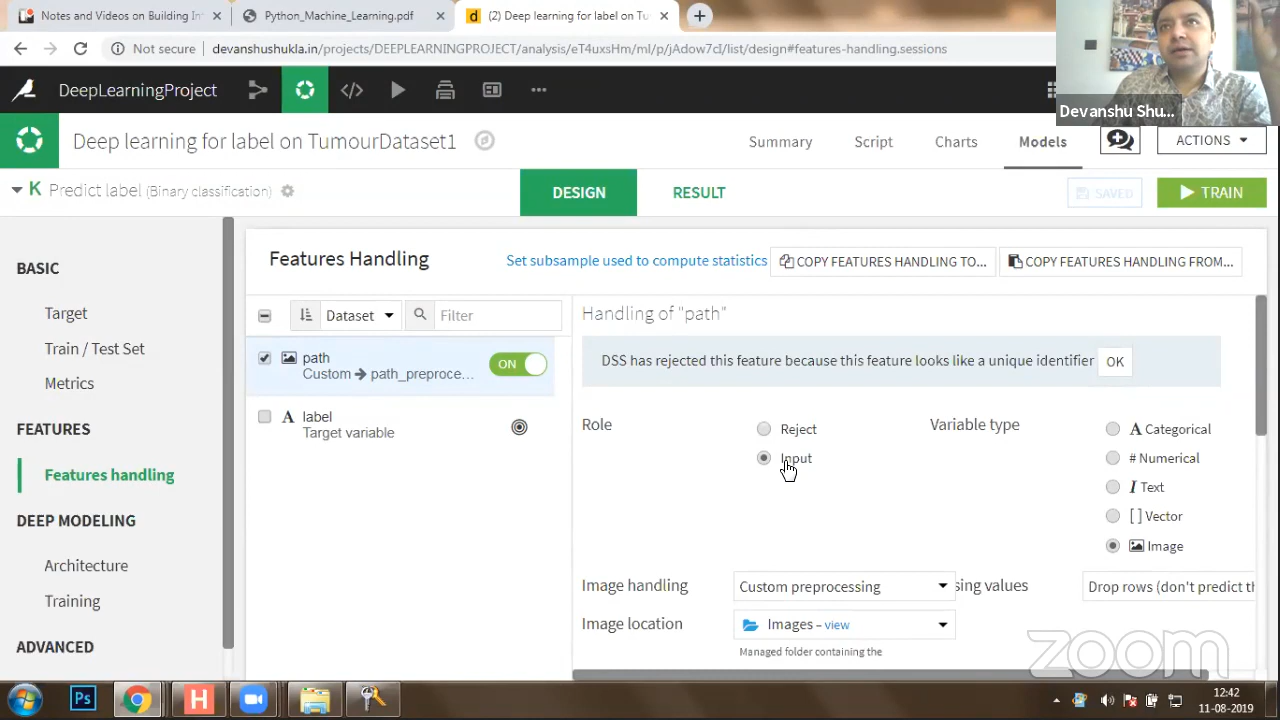 Notes and Videos on Building In
Python_Machine_Learning.pdf
(2) Deep learning for label on Tu
Not secure
devanshushukla.in/projects/DEEPLEARNINGPROJECT/analysis/eT4uxsHm/ml/p/jAdow7cl/list/design#features-handling.sessions
Devanshu Shu...
DeepLearningProject
Deep learning for label on TumourDataset1
Summary
Script
Charts
Models
ACTIONS
K Predict label (Binary classification)
DESIGN
RESULT
SAVED
TRAIN
BASIC
Target
Train / Test Set
Metrics
FEATURES
Features handling
DEEP MODELING
Architecture
Training
ADVANCED
Features Handling
Set subsample used to compute statistics
COPY FEATURES HANDLING TO...
COPY FEATURES HANDLING FROM...
Dataset
Filter
path
Custom → path_preproce...
ON
A label
Target variable
Handling of "path"
DSS has rejected this feature because this feature looks like a unique identifier
OK
Role
Reject
Input
Variable type
A Categorical
# Numerical
I Text
[ ] Vector
Image
Image handling
Custom preprocessing
sing values
Drop rows (don't predict th
Image location
Images – view
Managed folder containing the
zoom
Ps
H
12:42
11-08-2019